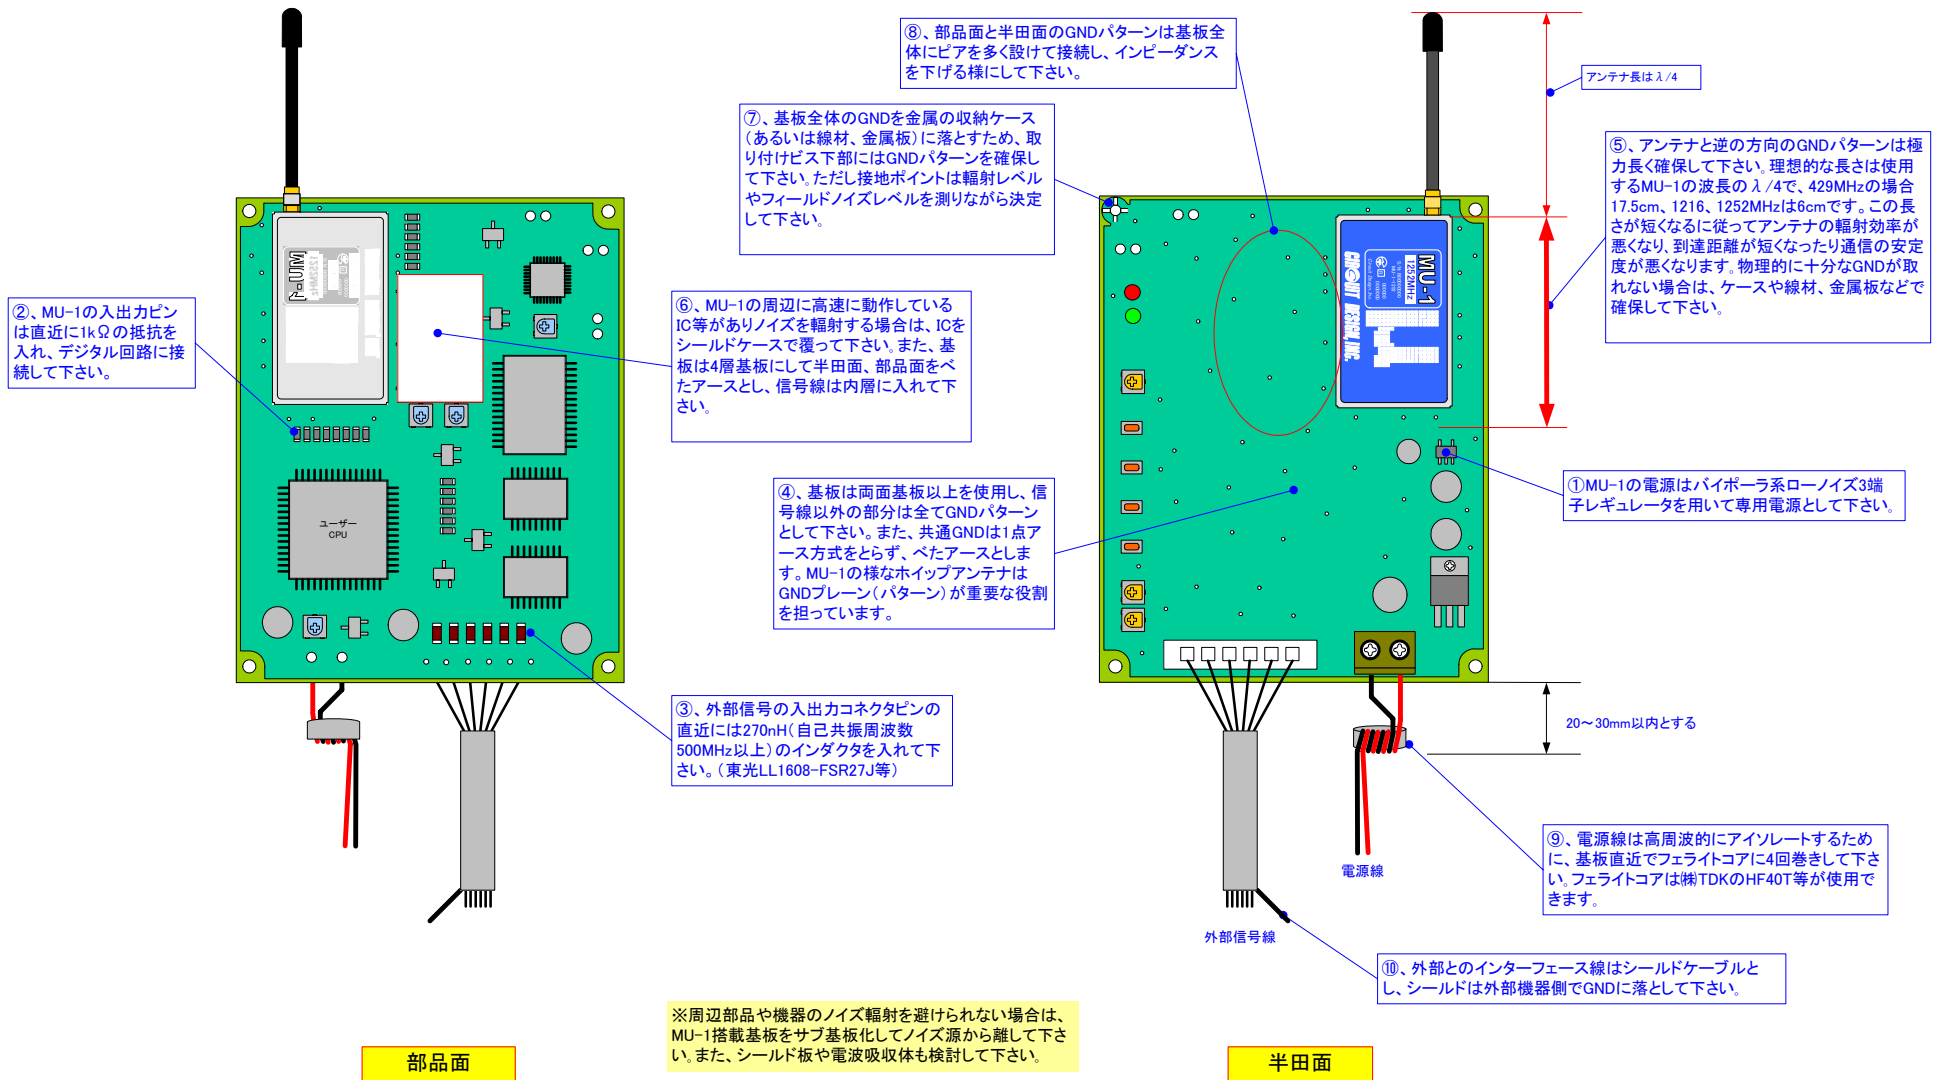 ⑧、部品面と半田面のGNDパターンは基板全
体にビアを多く設けて接続し、インピーダンス
を下げる様にして下さい。
アンテナ長はλ/4
⑦、基板全体のGNDを金属の収納ケース
(あるいは線材、金属板)に落とすため、取
り付けビス下部にはGNDパターンを確保し
て下さい。ただし接地ポイントは輻射レベル
やフィールドノイズレベルを測りながら決定
して下さい。
⑤、アンテナと逆の方向のGNDパターンは極
力長く確保して下さい。理想的な長さは使用
するMU-1の波長のλ/4で、429MHzの場合
17.5cm、1216、1252MHzは6cmです。この長
さが短くなるに従ってアンテナの輻射効率が
悪くなり、到達距離が短くなったり通信の安定
度が悪くなります。物理的に十分なGNDが取
れない場合は、ケースや線材、金属板などで
確保して下さい。
②、MU-1の入出力ピン
は直近に1kΩの抵抗を
入れ、デジタル回路に接
続して下さい。
⑥、MU-1の周辺に高速に動作している
IC等がありノイズを輻射する場合は、ICを
シールドケースで覆って下さい。また、基
板は4層基板にして半田面、部品面をべ
たアースとし、信号線は内層に入れて下
さい。
MU-1
1252MHz
CIRCUIT DESIGN, INC.
④、基板は両面基板以上を使用し、信
号線以外の部分は全てGNDパターン
として下さい。また、共通GNDは1点ア
ース方式をとらず、べたアースとしま
す。MU-1の様なホイップアンテナは
GNDプレーン(パターン)が重要な役割
を担っています。
①MU-1の電源はバイポーラ系ローノイズ3端
子レギュレータを用いて専用電源として下さい。
ユーザー
CPU
③、外部信号の入出力コネクタピンの
直近には270nH(自己共振周波数
500MHz以上)のインダクタを入れて下
さい。(東光LL1608-FSR27J等)
20~30mm以内とする
⑨、電源線は高周波的にアイソレートするため
に、基板直近でフェライトコアに4回巻きして下さ
い。フェライトコアは㈱TDKのHF40T等が使用で
きます。
電源線
外部信号線
⑩、外部とのインターフェース線はシールドケーブルと
し、シールドは外部機器側でGNDに落として下さい。
※周辺部品や機器のノイズ輻射を避けられない場合は、
MU-1搭載基板をサブ基板化してノイズ源から離して下さ
い。また、シールド板や電波吸収体も検討して下さい。
部品面
半田面